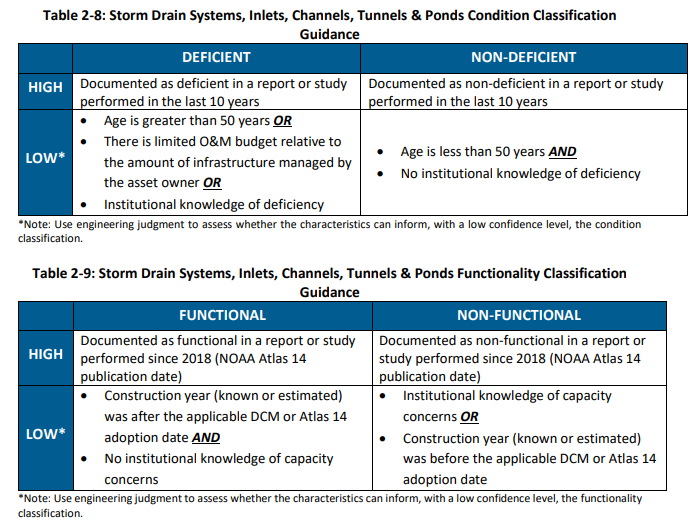 Table 2-8: Storm Drain Systems, Inlets, Channels, Tunnels & Ponds Condition Classification
Guidance
DEFICIENT
NON-DEFICIENT
HIGH
Documented as deficient in a report or study
performed in the last 10 years
Documented as non-deficient in a report or study
performed in the last 10 years
LOW*
• Age is greater than 50 years OR
• There is limited O&M budget relative to
the amount of infrastructure managed by
the asset owner OR
• Institutional knowledge of deficiency
• Age is less than 50 years AND
• No institutional knowledge of deficiency
*Note: Use engineering judgment to assess whether the characteristics can inform, with a low confidence level, the condition
classification.
Table 2-9: Storm Drain Systems, Inlets, Channels, Tunnels & Ponds Functionality Classification
Guidance
FUNCTIONAL
NON-FUNCTIONAL
HIGH
Documented as functional in a report or study
performed since 2018 (NOAA Atlas 14
publication date)
Documented as non-functional in a report or
study performed since 2018 (NOAA Atlas 14
publication date)
LOW*
• Construction year (known or estimated)
was after the applicable DCM or Atlas 14
adoption date AND
• No institutional knowledge of capacity
concerns
• Institutional knowledge of capacity
concerns OR
• Construction year (known or estimated)
was before the applicable DCM or Atlas 14
adoption date
*Note: Use engineering judgment to assess whether the characteristics can inform, with a low confidence level, the functionality
classification.